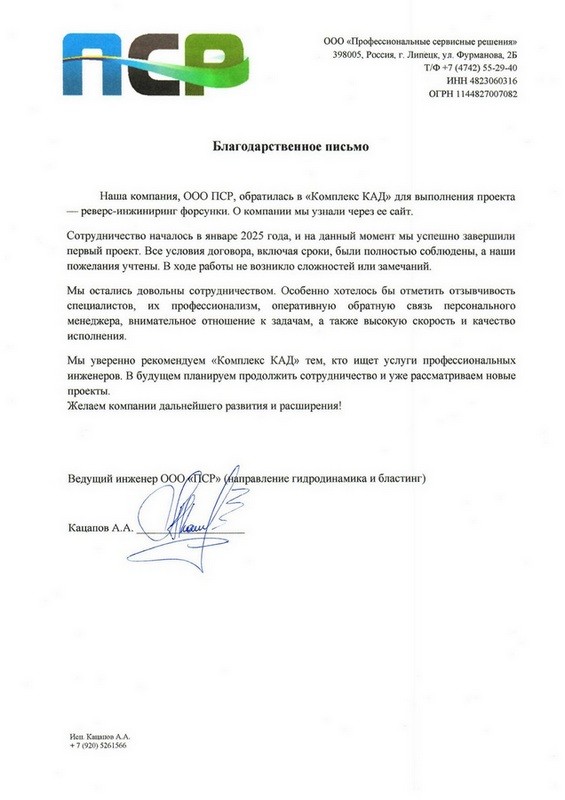 ПСР
ООО «Профессиональные сервисные решения»
398005, Россия, г. Липецк, ул. Фурманова, 2Б
Т/Ф +7 (4742) 55-29-40
ИНН 4823060316
ОГРН 1144827007082
Благодарственное письмо
Наша компания, ООО ПСР, обратилась в «Комплекс КАД» для выполнения проекта
— реверс-инжиниринг форсунки. О компании мы узнали через ее сайт.
Сотрудничество началось в январе 2025 года, и на данный момент мы успешно завершили
первый проект. Все условия договора, включая сроки, были полностью соблюдены, а наши
пожелания учтены. В ходе работы не возникло сложностей или замечаний.
Мы остались довольны сотрудничеством. Особенно хотелось бы отметить отзывчивость
специалистов, их профессионализм, оперативную обратную связь персонального
менеджера, внимательное отношение к задачам, а также высокую скорость и качество
исполнения.
Мы уверенно рекомендуем «Комплекс КАД» тем, кто ищет услуги профессиональных
инженеров. В будущем планируем продолжить сотрудничество и уже рассматриваем новые
проекты.
Желаем компании дальнейшего развития и расширения!
Ведущий инженер ООО «ПСР» (направление гидродинамика и бластинг)
Кацапов А.А.
Исп. Кацапов А.А.
+ 7 (920) 5261566